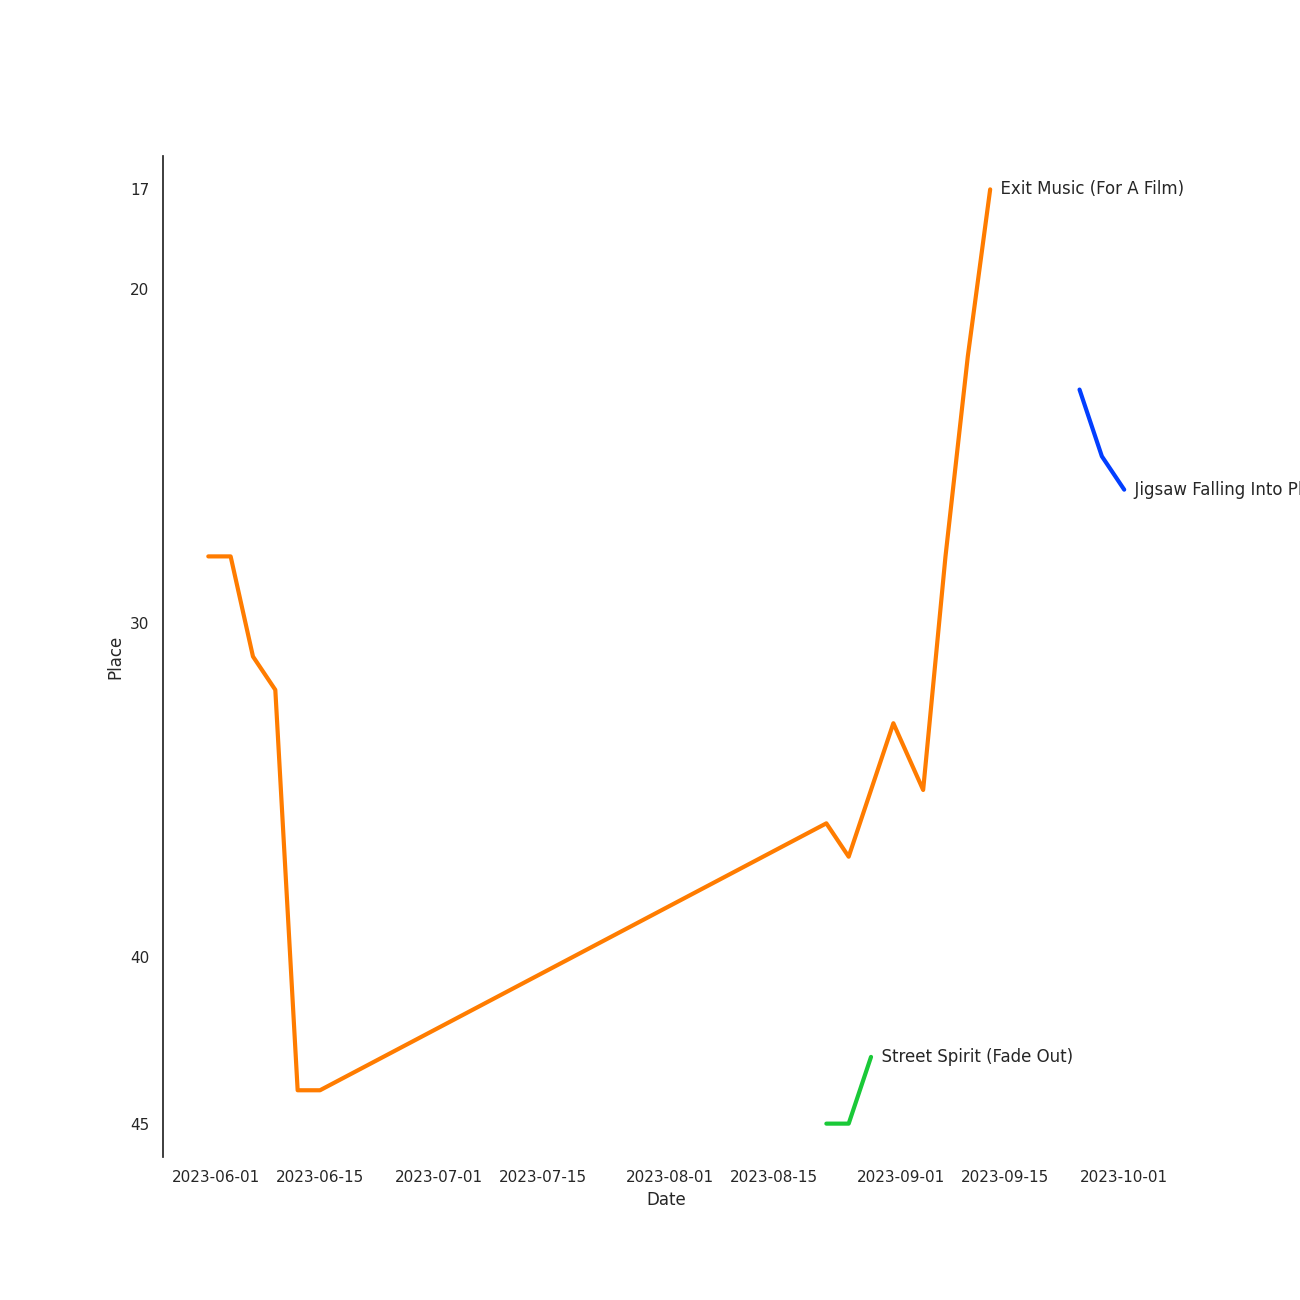 17
Exit Music (For A Film)
20
Jigsaw Falling Into
30
Place
40
Street Spirit (Fade Out)
45
2023-06-01 2023-06-15 2023-07-01 2023-07-15 2023-08-01 2023-08-15 2023-09-01 2023-09-15 2023-10-01
Date